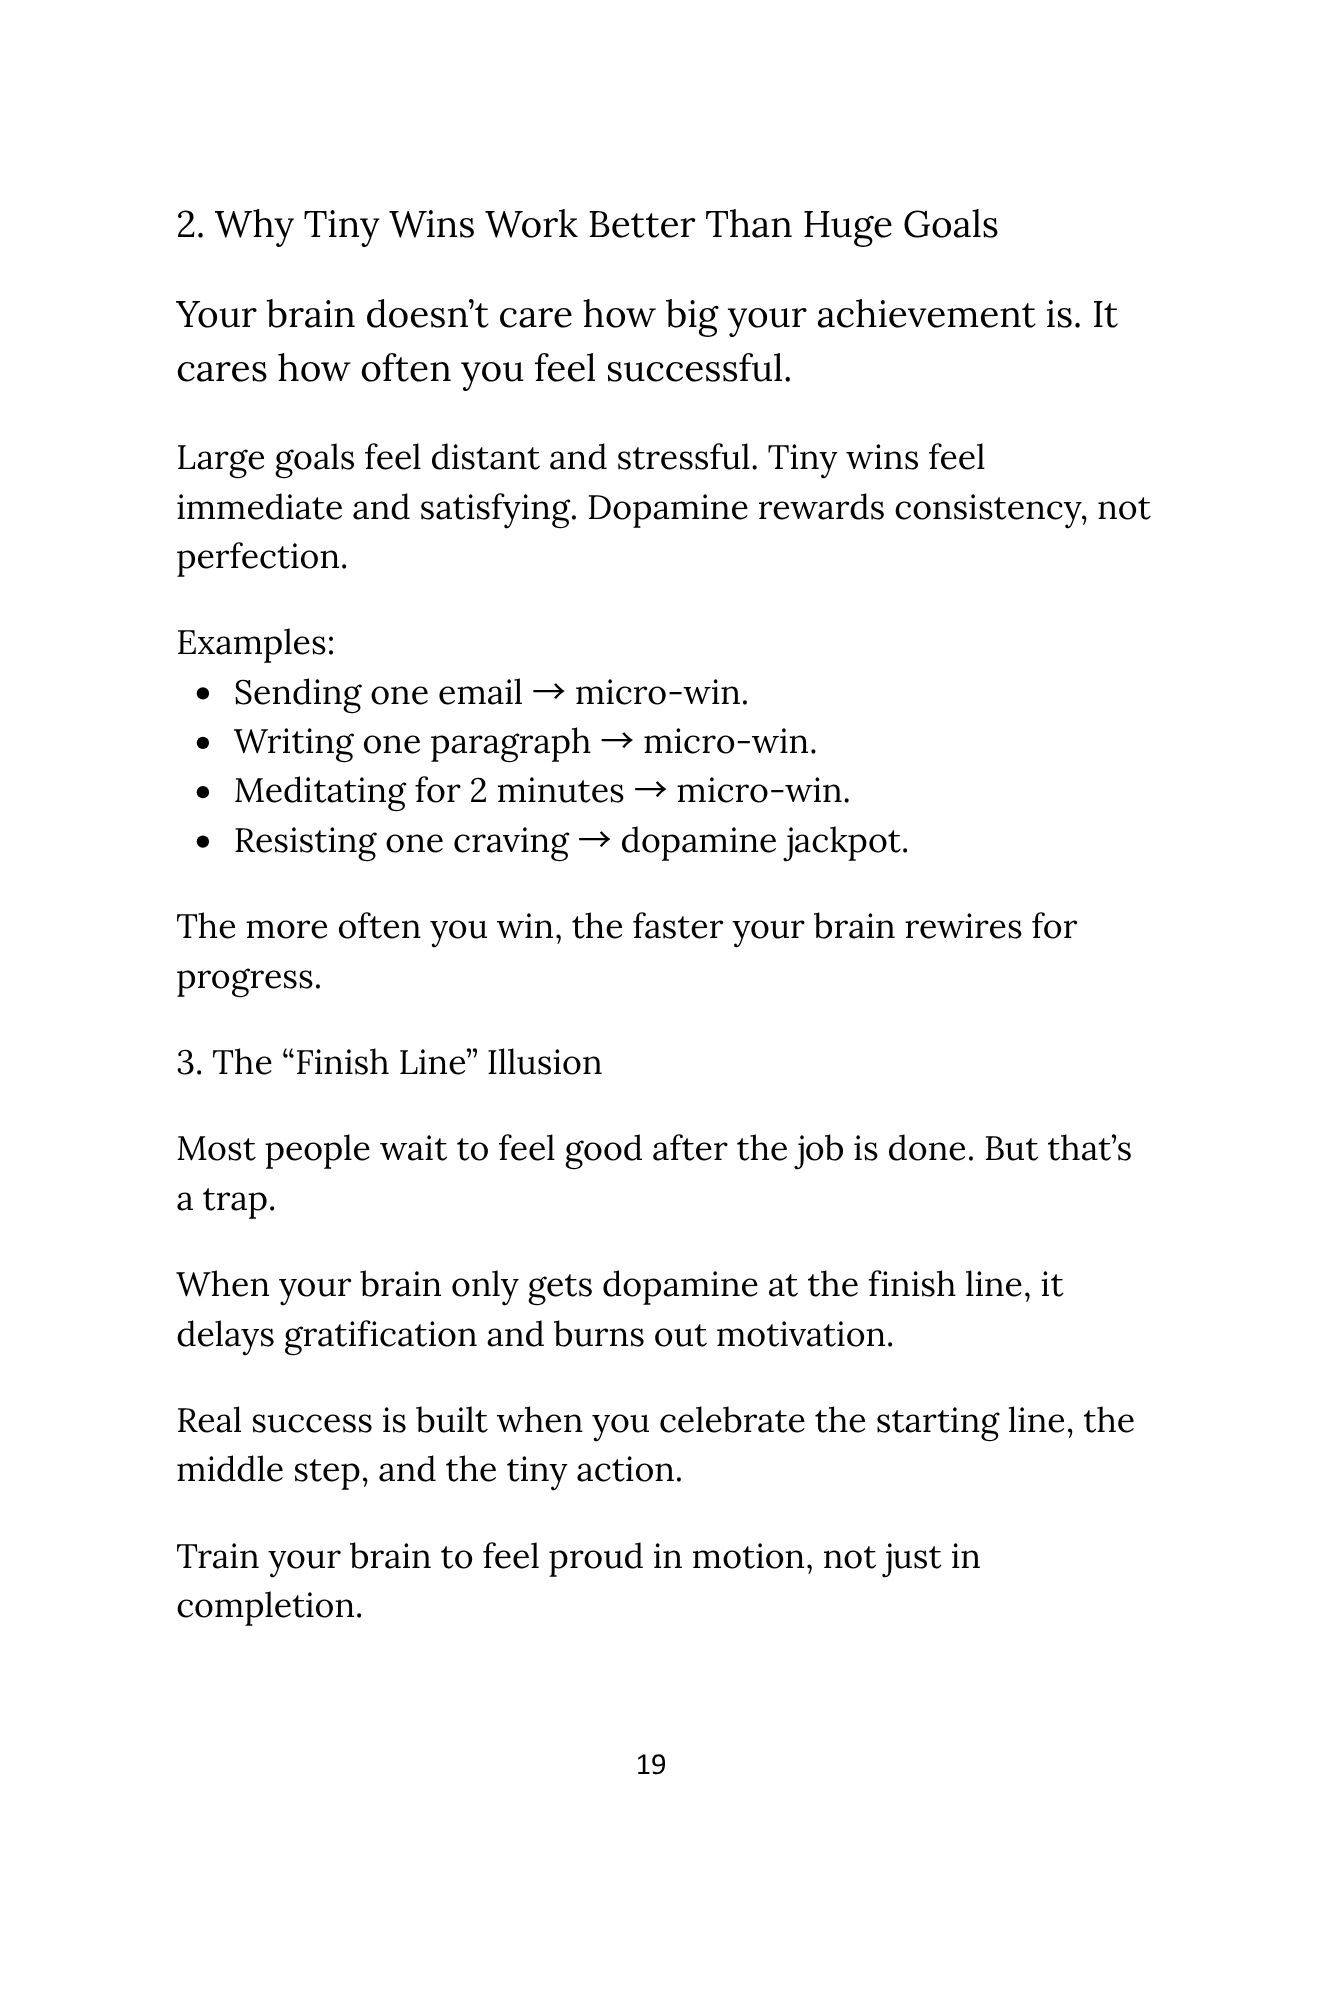 2. Why Tiny Wins Work Better Than Huge Goals
Your brain doesn’t care how big your achievement is. It
cares how often you feel successful.
Large goals feel distant and stressful. Tiny wins feel
immediate and satisfying. Dopamine rewards consistency, not
perfection.
Examples:
• Sending one email → micro-win.
• Writing one paragraph → micro-win.
• Meditating for 2 minutes → micro-win.
• Resisting one craving → dopamine jackpot.
The more often you win, the faster your brain rewires for
progress.
3. The “Finish Line” Illusion
Most people wait to feel good after the job is done. But that’s
a trap.
When your brain only gets dopamine at the finish line, it
delays gratification and burns out motivation.
Real success is built when you celebrate the starting line, the
middle step, and the tiny action.
Train your brain to feel proud in motion, not just in
completion.
19